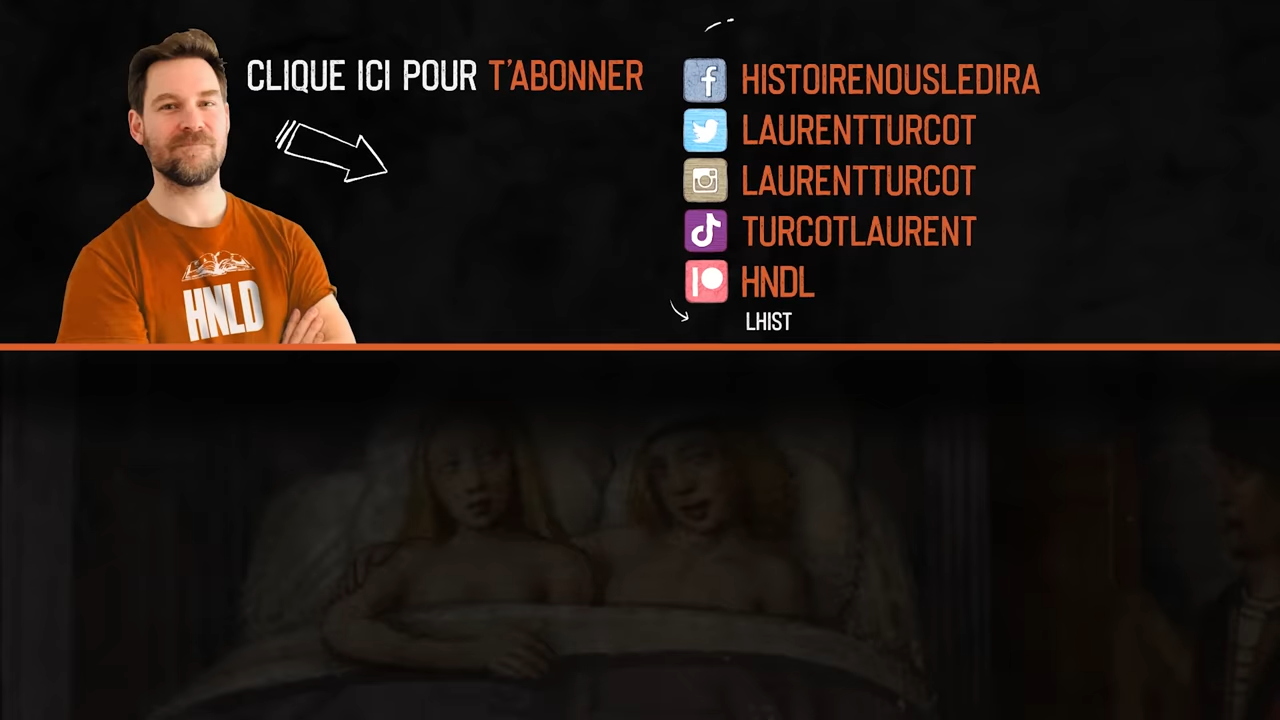 CLIQUE ICI POUR T'ABONNER
HNLD
HISTOIRENOUSLEDIRA
LAURENTTURCOT
LAURENTTURCOT
TURCOTLAURENT
HNDL
LHIST